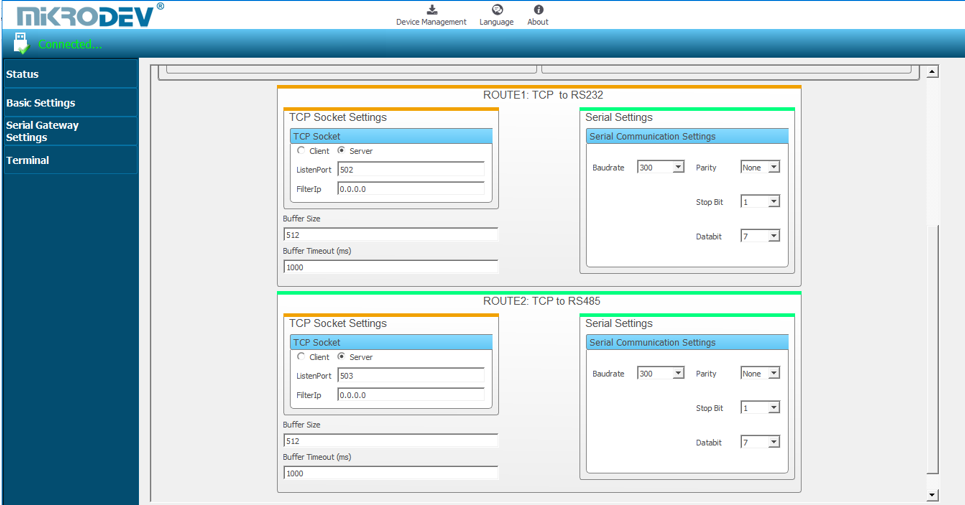 MiKRODEV®
Device Management Language About
Connected...
Status
Basic Settings
Serial Gateway
Settings
Terminal
ROUTE1: TCP to RS232
TCP Socket Settings
TCP Socket
Client Server
ListenPort 502
FilterIp 0.0.0.0
Buffer Size
512
Buffer Timeout (ms)
1000
Serial Settings
Serial Communication Settings
Baudrate 300 Parity None
Stop Bit 1
Databit 7
ROUTE2: TCP to RS485
TCP Socket Settings
TCP Socket
Client Server
ListenPort 503
FilterIp 0.0.0.0
Buffer Size
512
Buffer Timeout (ms)
1000
Serial Settings
Serial Communication Settings
Baudrate 300 Parity None
Stop Bit 1
Databit 7